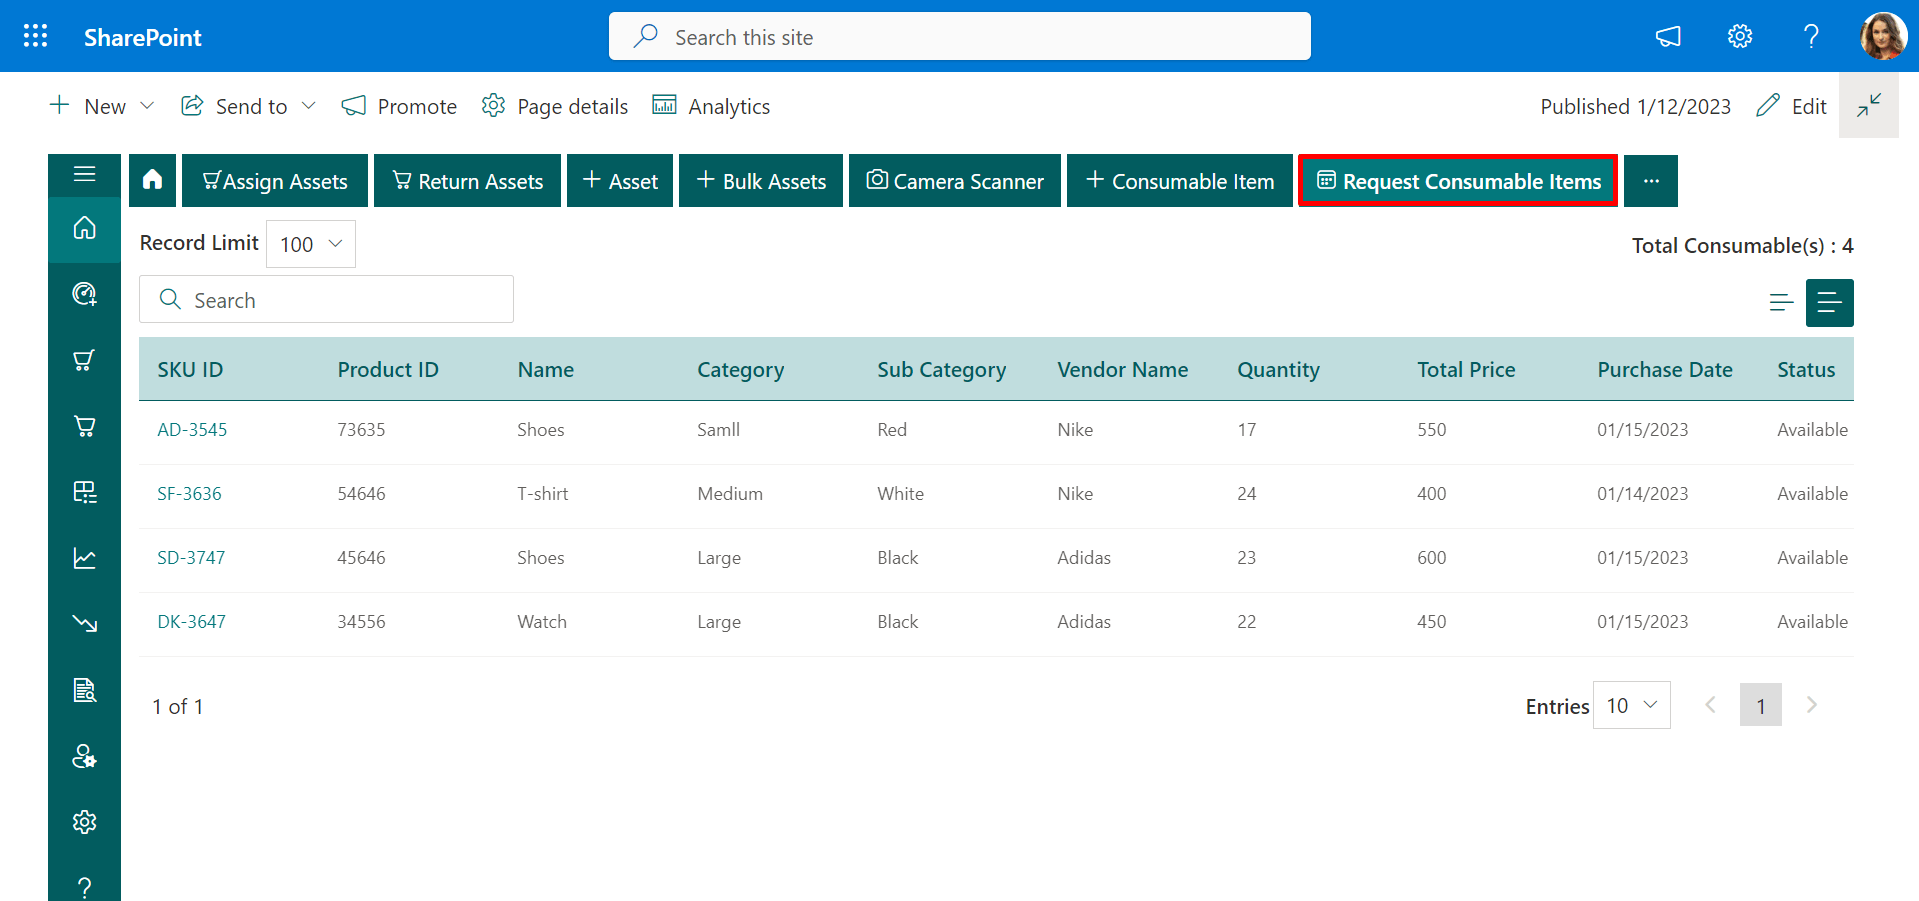 SharePoint
Search this site
New
Send to
Promote
Page details
Analytics
Published 1/12/2023
Edit
Assign Assets
Return Assets
+ Asset
+ Bulk Assets
Camera Scanner
+ Consumable Item
Request Consumable Items
...
Record Limit 100
Total Consumable(s) : 4
Search
SKU ID Product ID Name Category Sub Category Vendor Name Quantity Total Price Purchase Date Status
AD-3545 73635 Shoes Samll Red Nike 17 550 01/15/2023 Available
SF-3636 54646 T-shirt Medium White Nike 24 400 01/14/2023 Available
SD-3747 45646 Shoes Large Black Adidas 23 600 01/15/2023 Available
DK-3647 34556 Watch Large Black Adidas 22 450 01/15/2023 Available
1 of 1
Entries 10
1